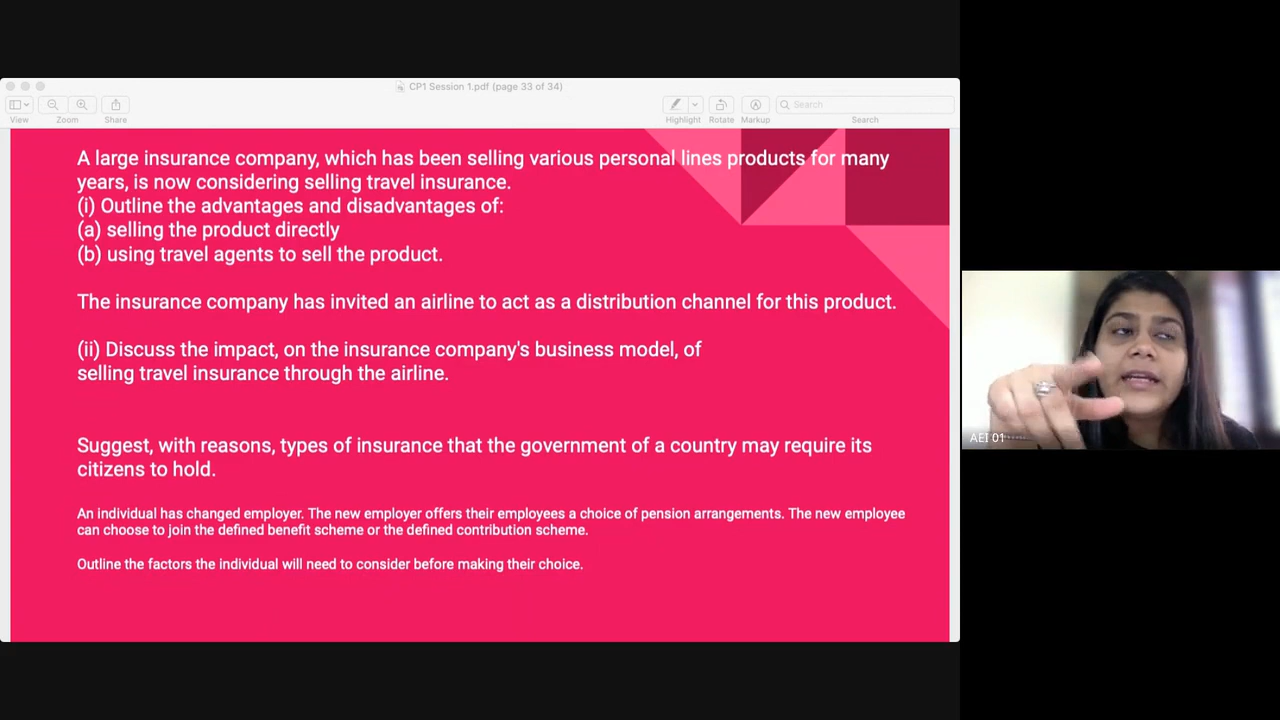 CP1 Session 1.pdf (page 33 of 34)
View
Zoom
Share
Highlight
Rotate
Markup
Search
Search
A large insurance company, which has been selling various personal lines products for many
years, is now considering selling travel insurance.
(i) Outline the advantages and disadvantages of:
(a) selling the product directly
(b) using travel agents to sell the product.
The insurance company has invited an airline to act as a distribution channel for this product.
(ii) Discuss the impact, on the insurance company's business model, of
selling travel insurance through the airline.
Suggest, with reasons, types of insurance that the government of a country may require its
citizens to hold.
An individual has changed employer. The new employer offers their employees a choice of pension arrangements. The new employee
can choose to join the defined benefit scheme or the defined contribution scheme.
Outline the factors the individual will need to consider before making their choice.
AEI 01